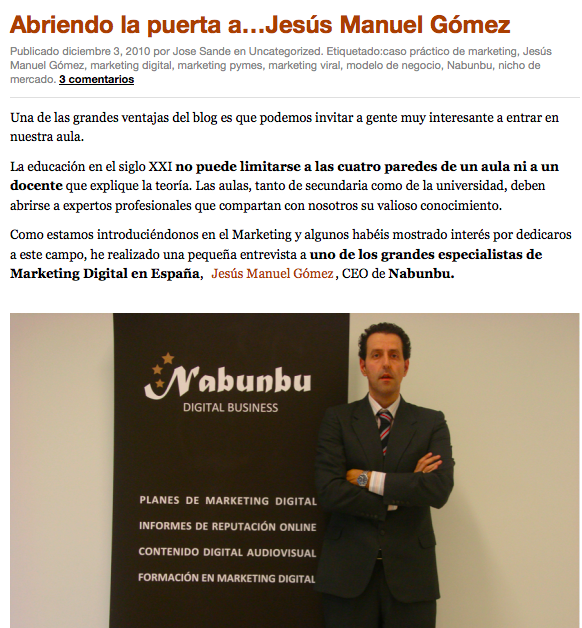 Abriendo la puerta a...Jesús Manuel Gómez
Publicado diciembre 3, 2010 por Jose Sande en Uncategorized. Etiquetado:caso práctico de marketing, Jesús
Manuel Gómez, marketing digital, marketing pymes, marketing viral, modelo de negocio, Nabunbu, nicho de
mercado. 3 comentarios
Una de las grandes ventajas del blog es que podemos invitar a gente muy interesante a entrar en
nuestra aula.
La educación en el siglo XXI no puede limitarse a las cuatro paredes de un aula ni a un
docente que explique la teoría. Las aulas, tanto de secundaria como de la universidad, deben
abrirse a expertos profesionales que compartan con nosotros su valioso conocimiento.
Como estamos introduciéndonos en el Marketing y algunos habéis mostrado interés por dedicaros
a este campo, he realizado una pequeña entrevista a uno de los grandes especialistas de
Marketing Digital en España, Jesús Manuel Gómez, CEO de Nabunbu.
Nabunbu
DIGITAL BUSINESS
PLANES DE MARKETING DIGITAL
INFORMES DE REPUTACIÓN ONLINE
CONTENIDO DIGITAL AUDIOVISUAL
FORMACIÓN EN MARKETING DIGITAL